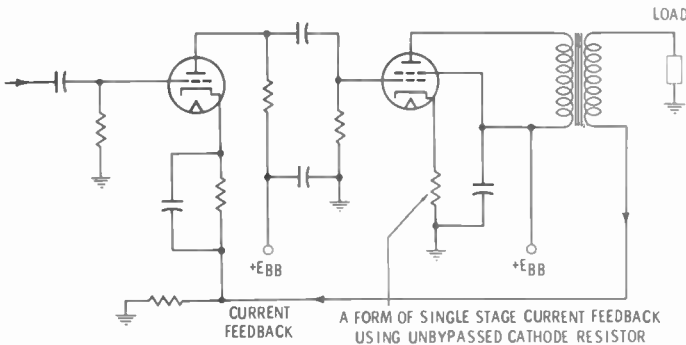 LOAD
+EBB
+EBB
CURRENT
FEEDBACK
A FORM OF SINGLE STAGE CURRENT FEEDBACK
USING UNBYPASSED CATHODE RESISTOR